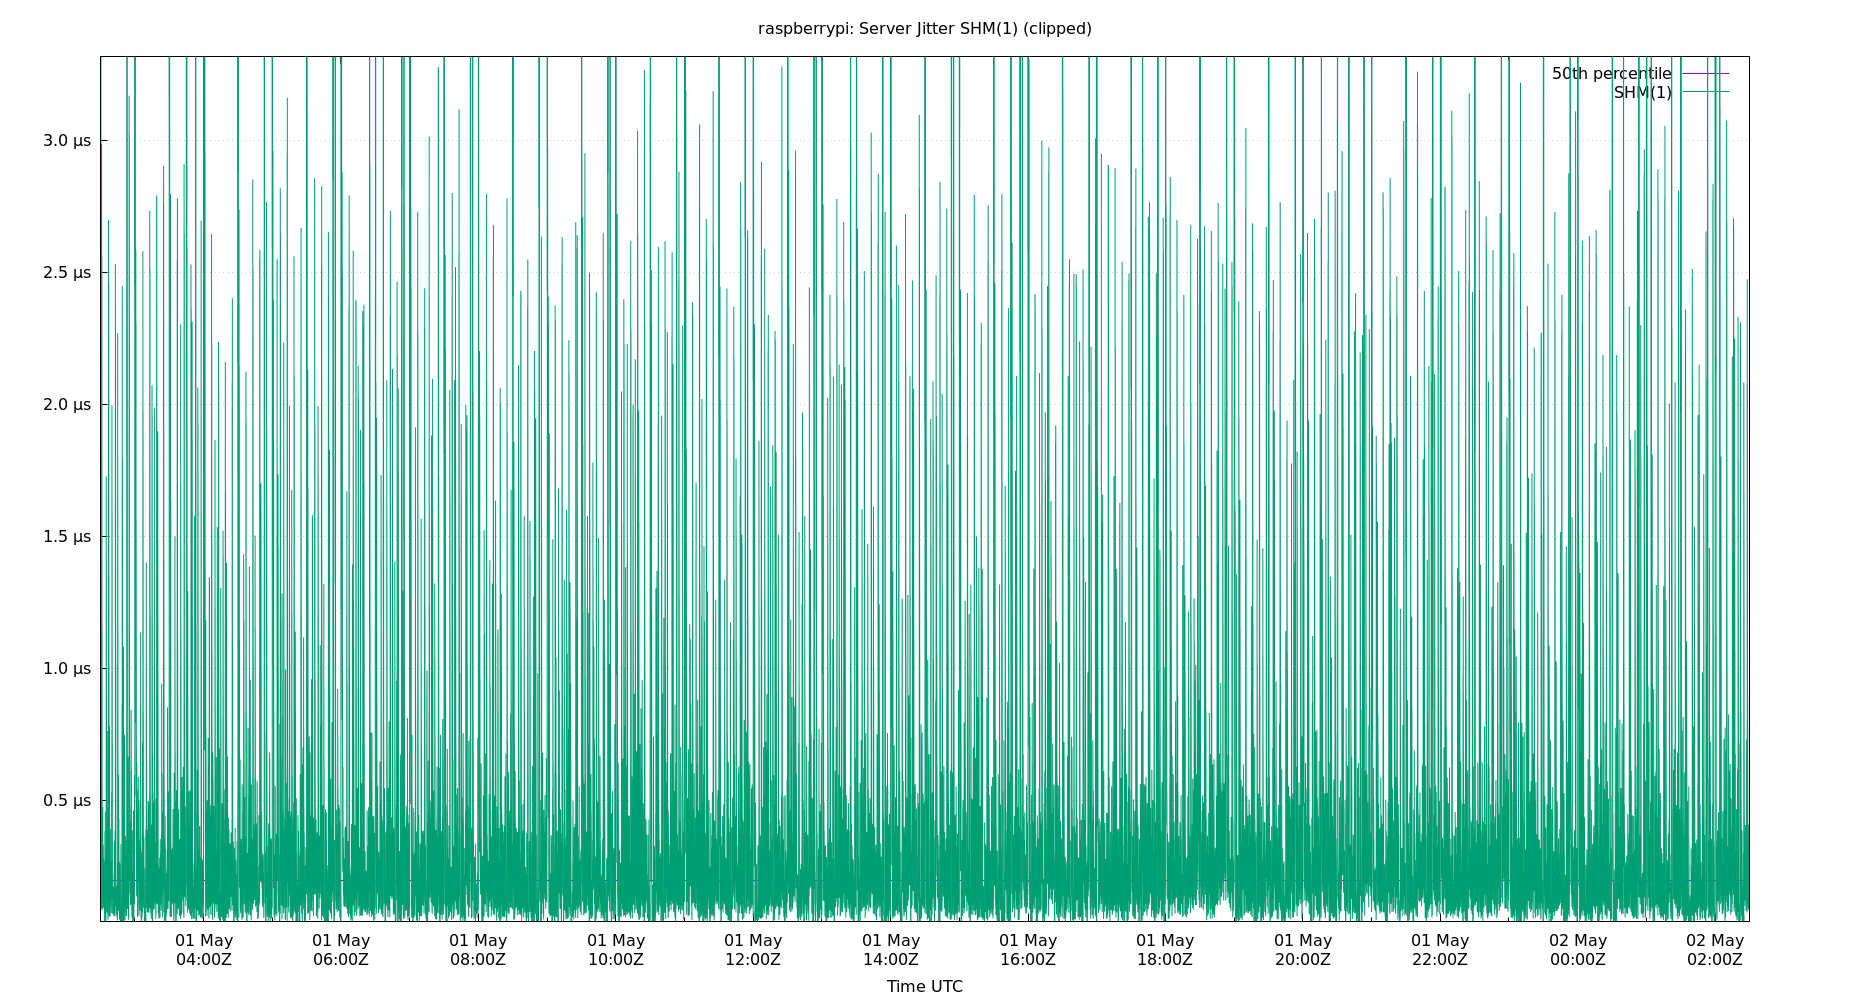 raspberrypi: Server Jitter SHM(1) (clipped)
50th percentile
SHM(1)
3.0 µs
2.5 µs
2.0 µs
1.5 µs
1.0 µs
0.5 µs
01 May 01 May 01 May 01 May 01 May 01 May 01 May 01 May 01 May 01 May 02 May 02 May
04:00Z 06:00Z 08:00Z 10:00Z 12:00Z 14:00Z 16:00Z 18:00Z 20:00Z 22:00Z 00:00Z 02:00Z
Time UTC